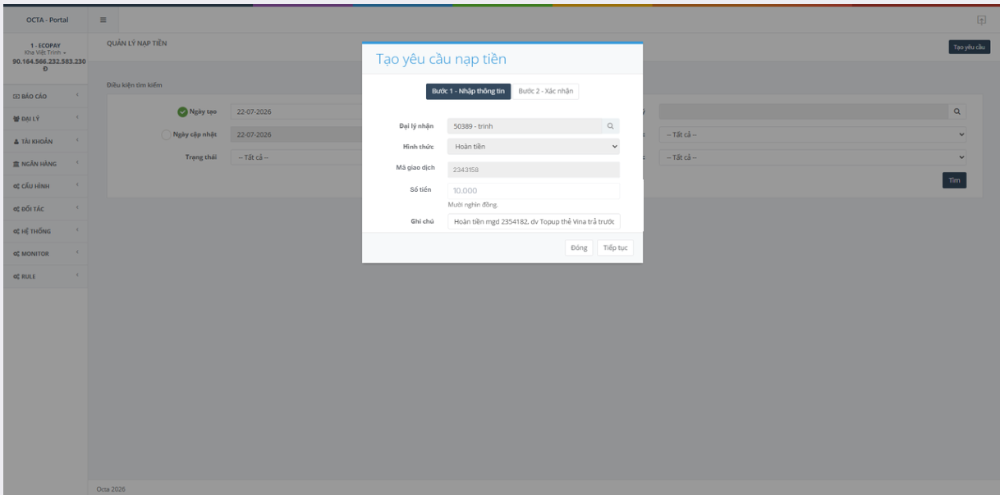 OCTA - Portal
1 - ECOPAY
Kha Việt Trinh
90.164.566.232.583.230
Đ
QUẢN LÝ NẠP TIỀN
Tạo yêu cầu
BÁO CÁO
ĐẠI LÝ
TÀI KHOẢN
NGÂN HÀNG
CẤU HÌNH
ĐỐI TÁC
HỆ THỐNG
MONITOR
RULE
Điều kiện tìm kiếm
Ngày tạo 22-07-2026
Ngày cập nhật 22-07-2026 -- Tất cả --
Trạng thái -- Tất cả -- -- Tất cả --
Tìm
Tạo yêu cầu nạp tiền
Bước 1 - Nhập thông tin Bước 2 - Xác nhận
Đại lý nhận 50389 - trinh
Hình thức Hoàn tiền
Mã giao dịch 2343158
Số tiền 10.000
Mười nghìn đồng.
Ghi chú Hoàn tiền mgd 2354182, dv Topup thẻ Vina trả trước
Đóng Tiếp tục
Octa 2026